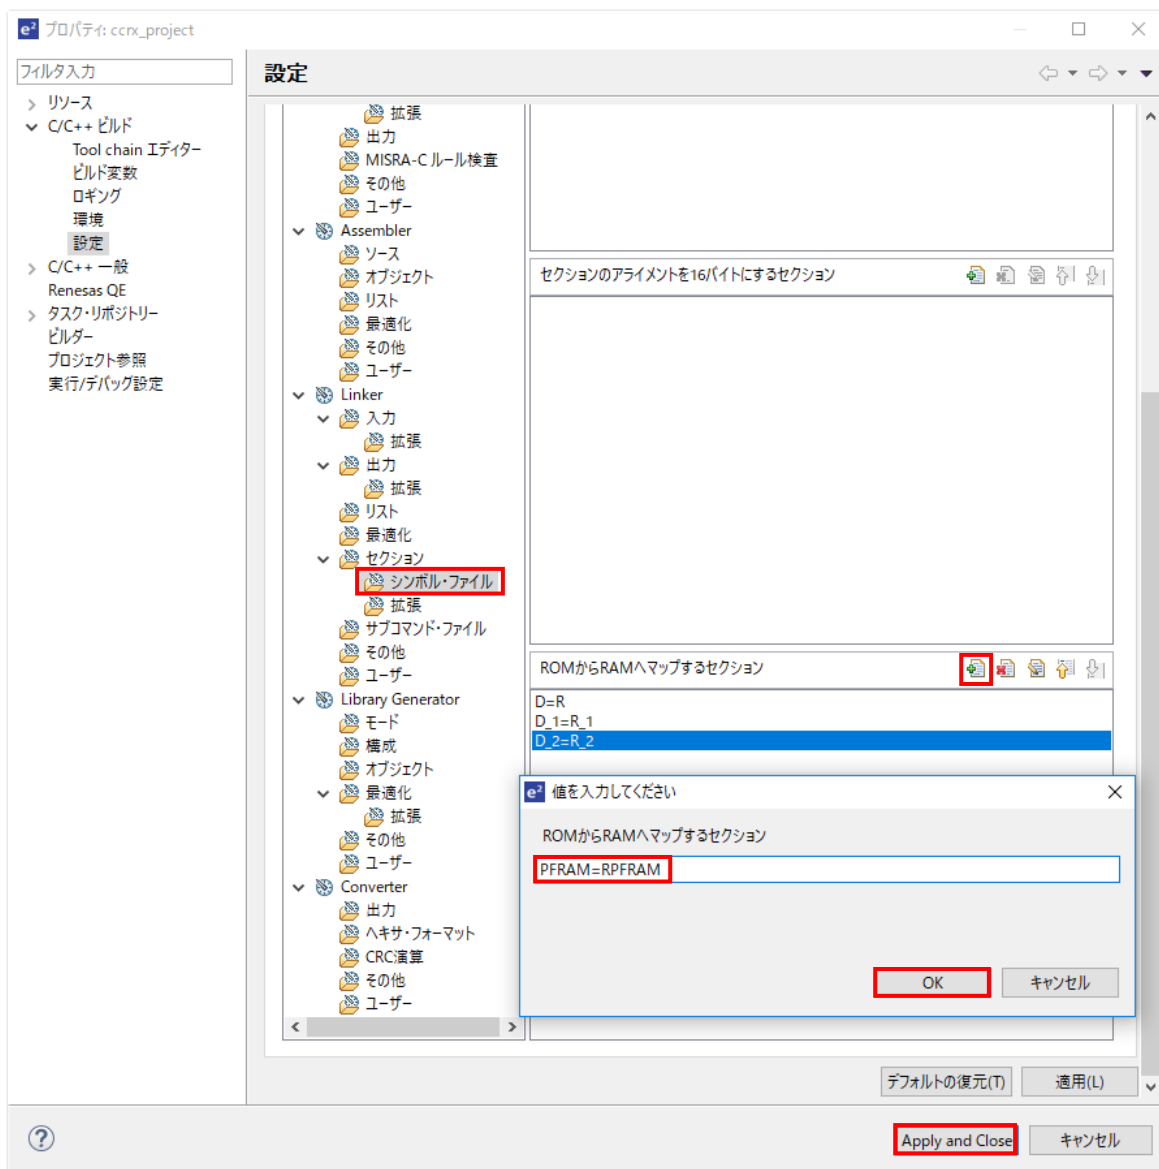 e² プロパティ: ccrx_project
フィルタ入力
リソース
C/C++ ビルド
Tool chain エディター
ビルド変数
ロギング
環境
設定
C/C++ 一般
Renesas QE
タスク・リポジトリー
ビルダー
プロジェクト参照
実行/デバッグ設定
設定
拡張
出力
MISRA-C ルール検査
その他
ユーザー
Assembler
ソース
オブジェクト
リスト
最適化
その他
ユーザー
Linker
入力
拡張
出力
拡張
リスト
最適化
セクション
シンボル・ファイル
拡張
サブコマンド・ファイル
その他
ユーザー
Library Generator
モード
構成
オブジェクト
最適化
拡張
その他
ユーザー
Converter
出力
ヘキサ・フォーマット
CRC演算
その他
ユーザー
セクションのアライメントを16バイトにするセクション
ROMからRAMへマップするセクション
D=R
D_1=R_1
D_2=R_2
e² 値を入力してください
ROMからRAMへマップするセクション
PFRAM=RPFRAM
OK キャンセル
デフォルトの復元(T) 適用(L)
? Apply and Close キャンセル